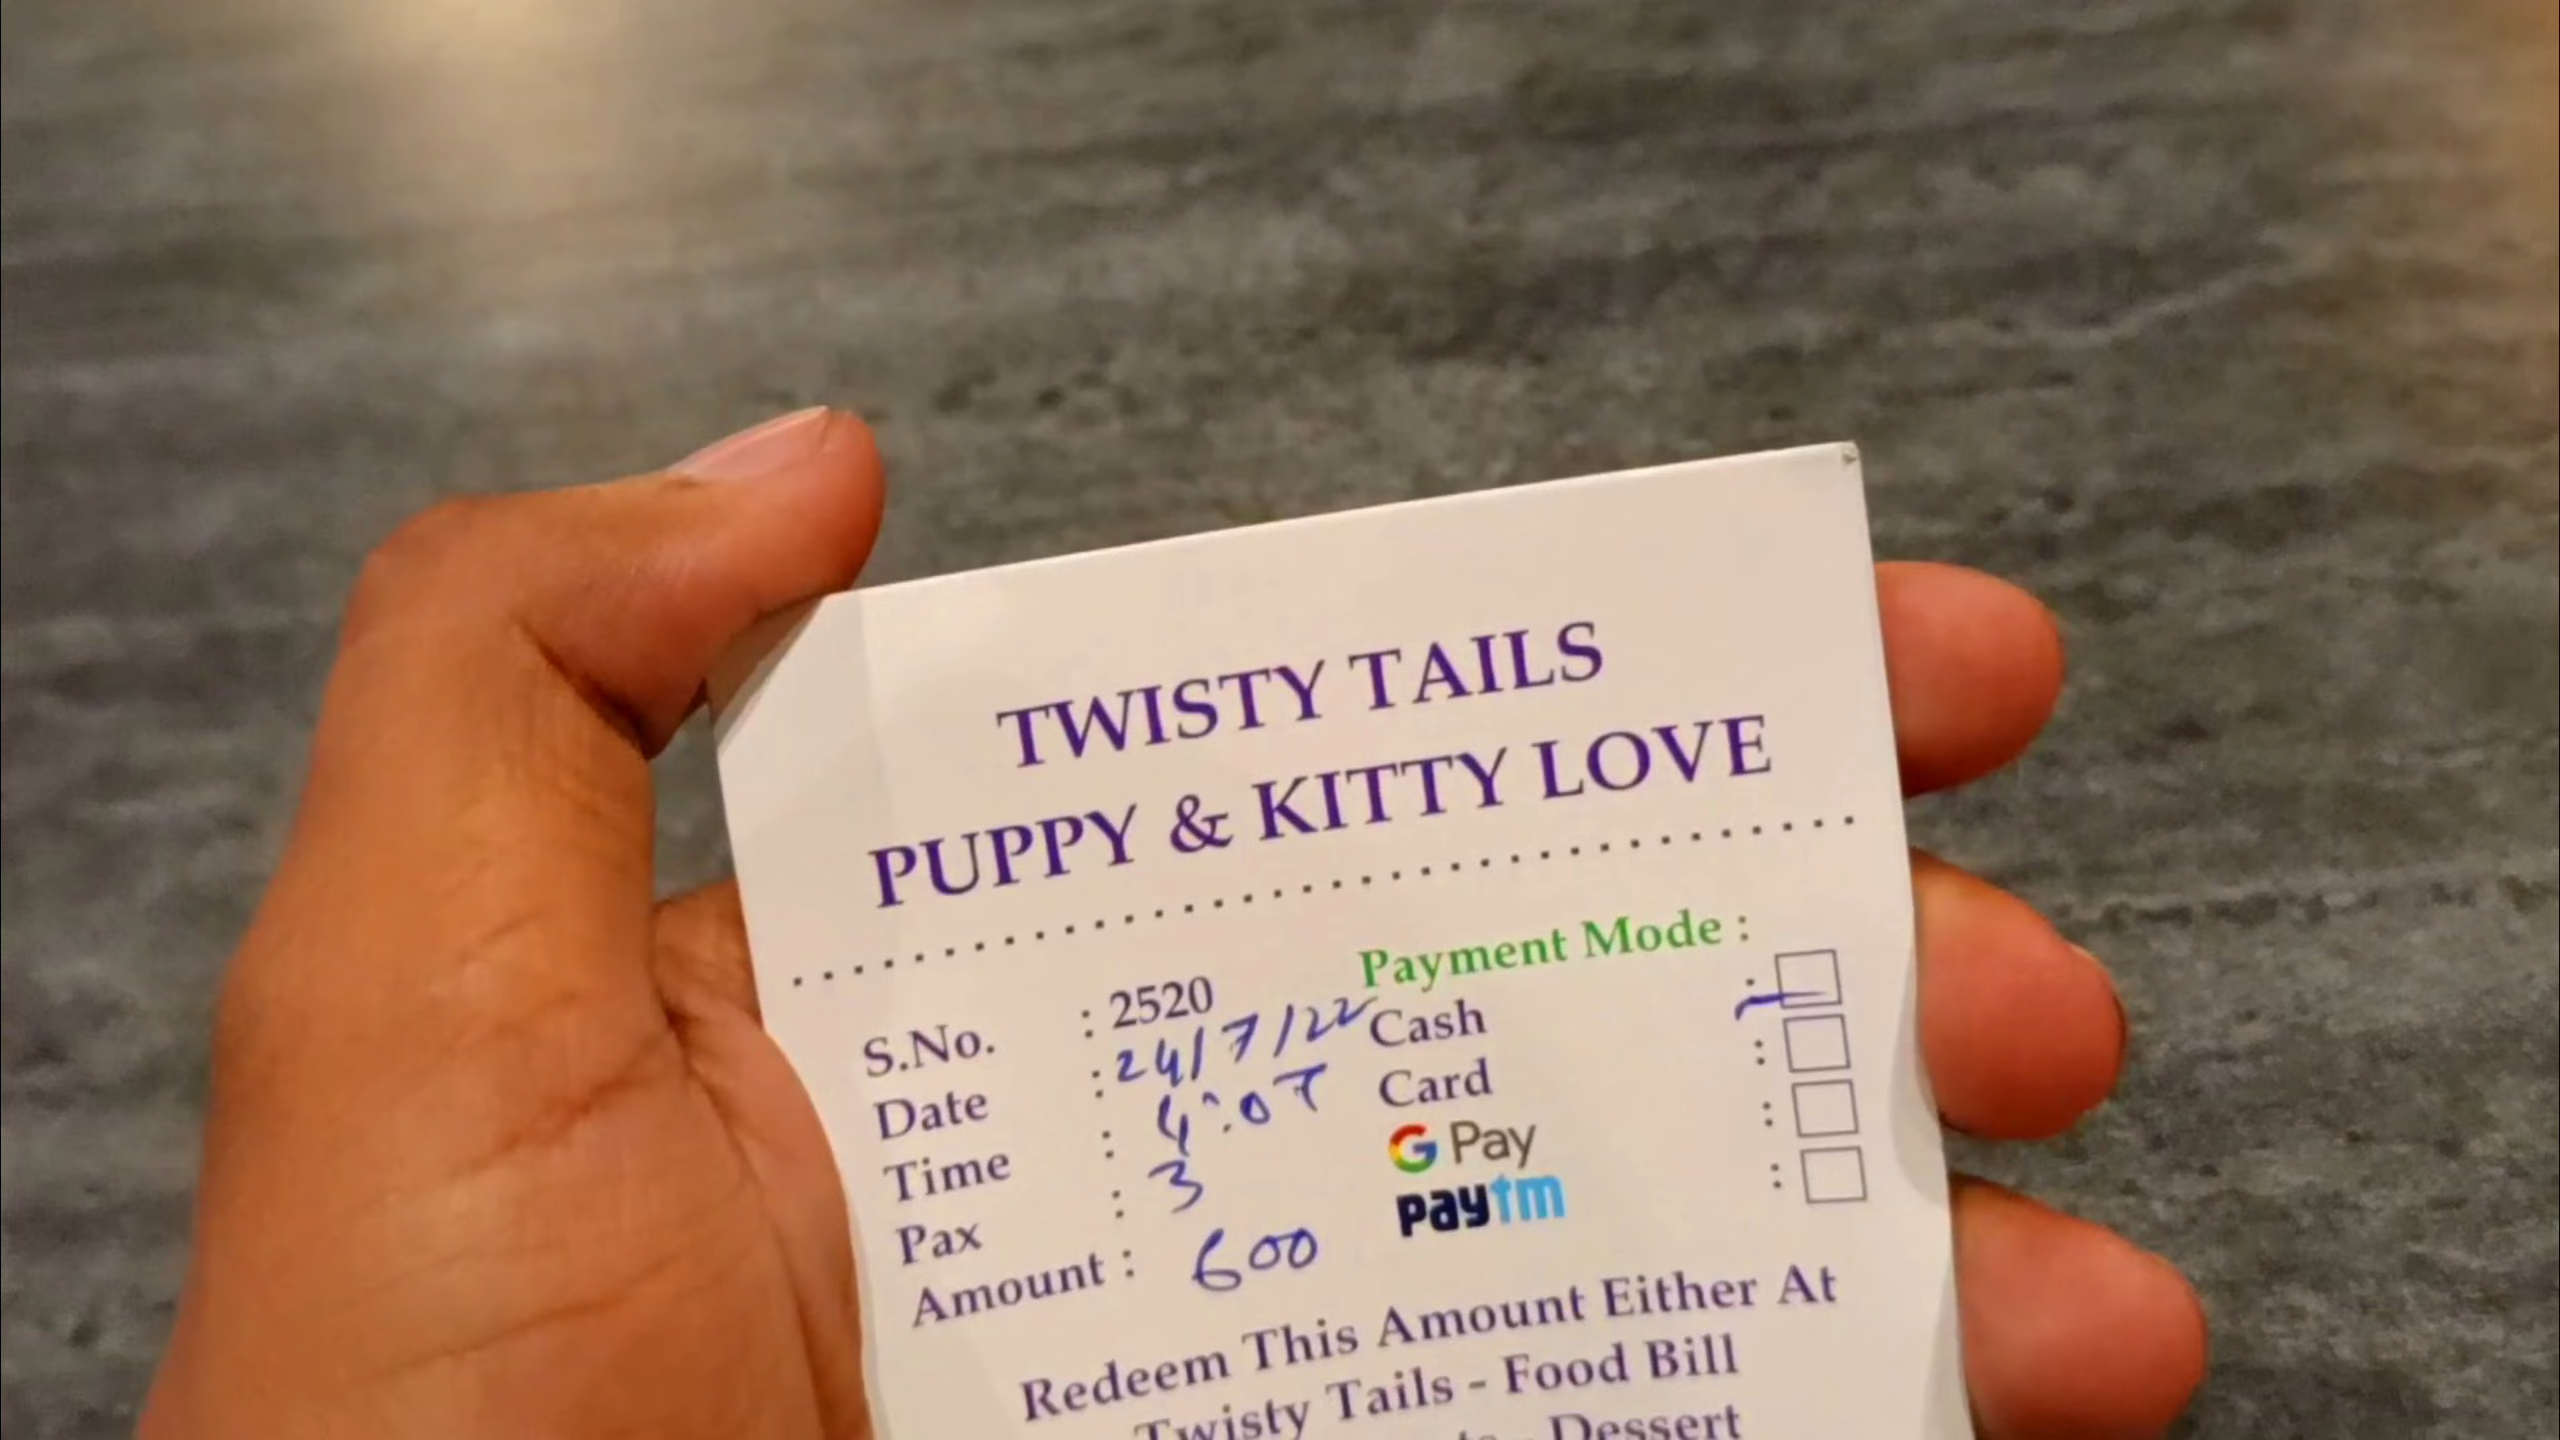 TWISTY TAILS
PUPPY & KITTY LOVE
S.No. : 2520
Date : 24/7/22
Time : 4:07
Pax : 3
Amount : 600
Payment Mode :
Cash :
Card :
G Pay :
paytm :
Redeem This Amount Either At
Twisty Tails - Food Bill
- Dessert